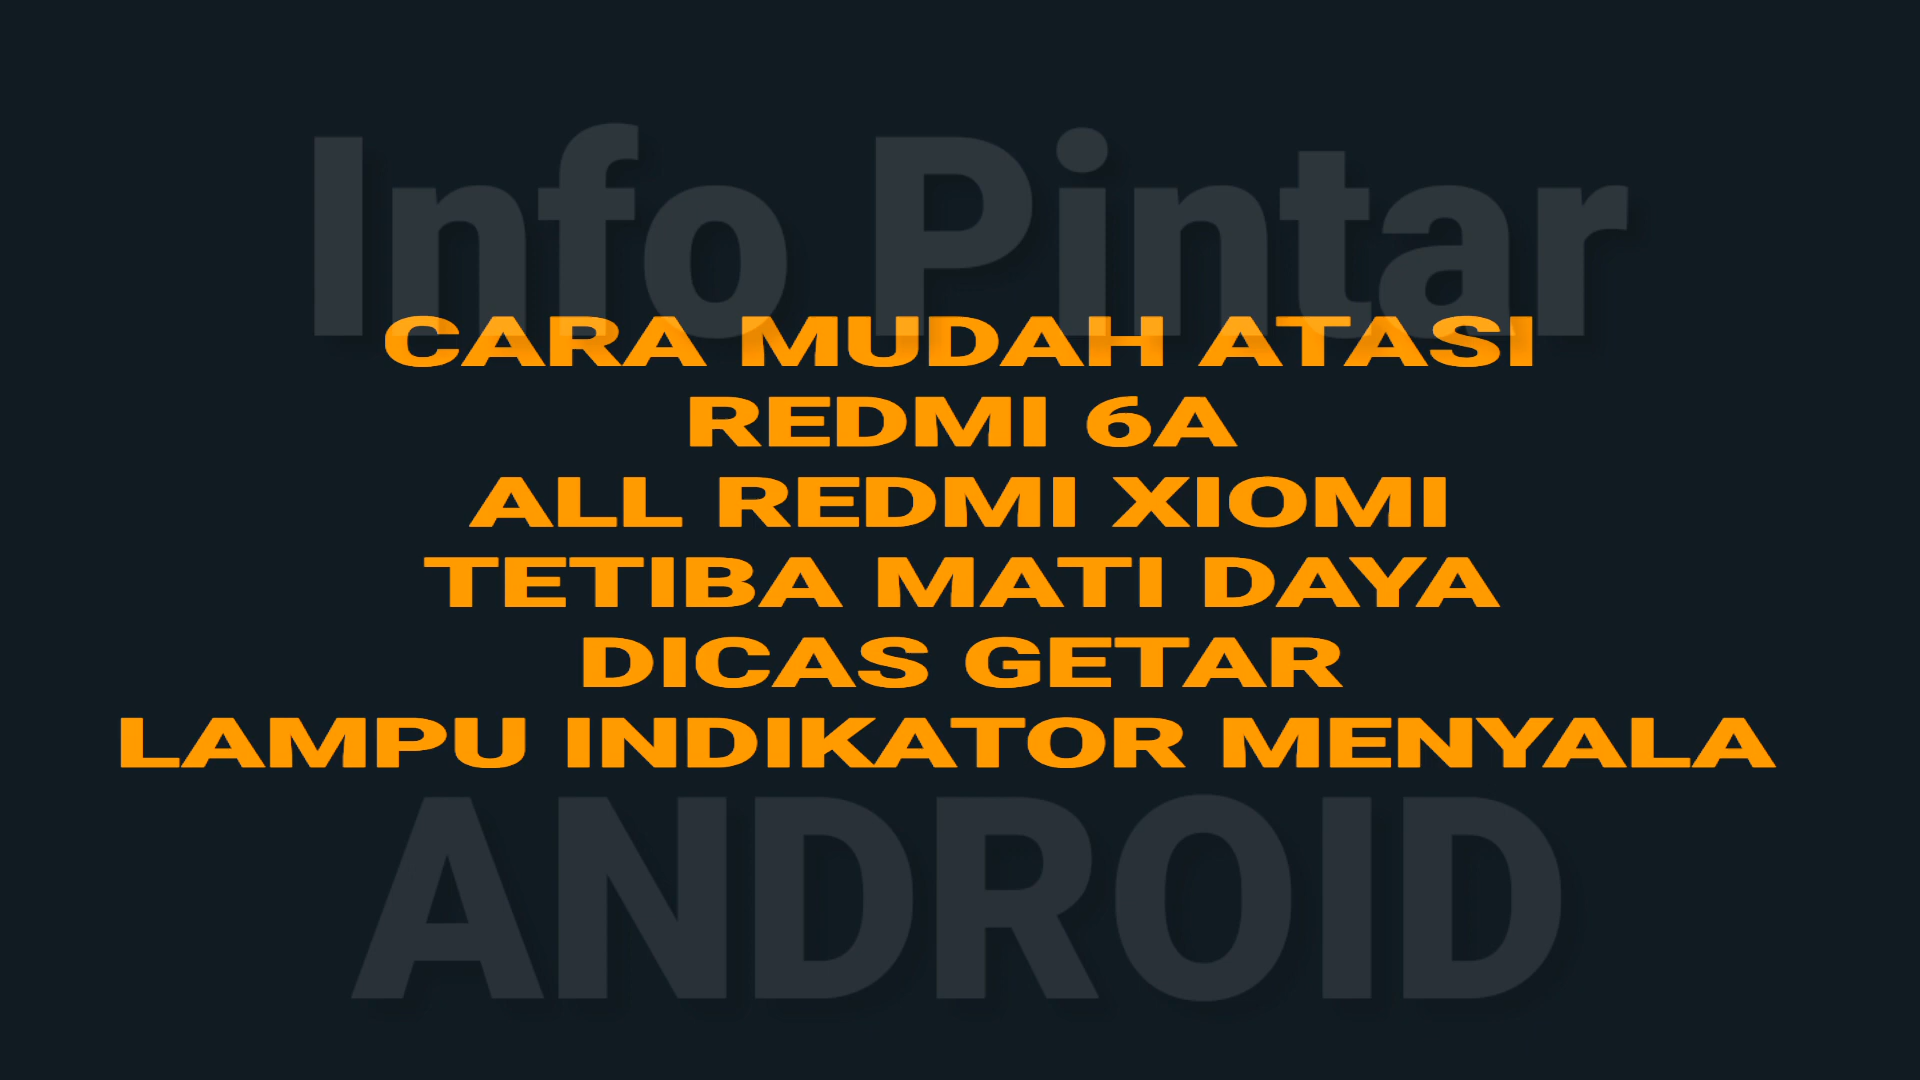 Info Pintar
CARA MUDAH ATASI
REDMI 6A
ALL REDMI XIOMI
TETIBA MATI DAYA
DICAS GETAR
LAMPU INDIKATOR MENYALA
ANDROID